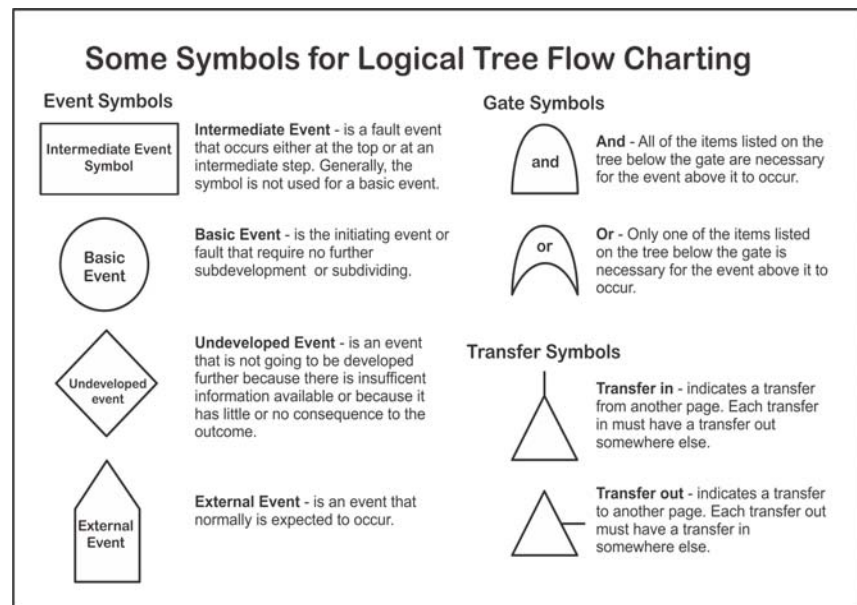 Some Symbols for Logical Tree Flow Charting
Event Symbols
Intermediate Event
Symbol
Intermediate Event - is a fault event
that occurs either at the top or at an
intermediate step. Generally, the
symbol is not used for a basic event.
Basic
Event
Basic Event - is the initiating event or
fault that require no further
subdevelopment or subdividing.
Undeveloped
event
Undeveloped Event - is an event
that is not going to be developed
further because there is insufficent
information available or because it
has little or no consequence to the
outcome.
External
Event
External Event - is an event that
normally is expected to occur.
Gate Symbols
and
And - All of the items listed on the
tree below the gate are necessary
for the event above it to occur.
or
Or - Only one of the items listed
on the tree below the gate is
necessary for the event above it to
occur.
Transfer Symbols
Transfer in - indicates a transfer
from another page. Each transfer
in must have a transfer out
somewhere else.
Transfer out - indicates a transfer
to another page. Each transfer out
must have a transfer in
somewhere else.